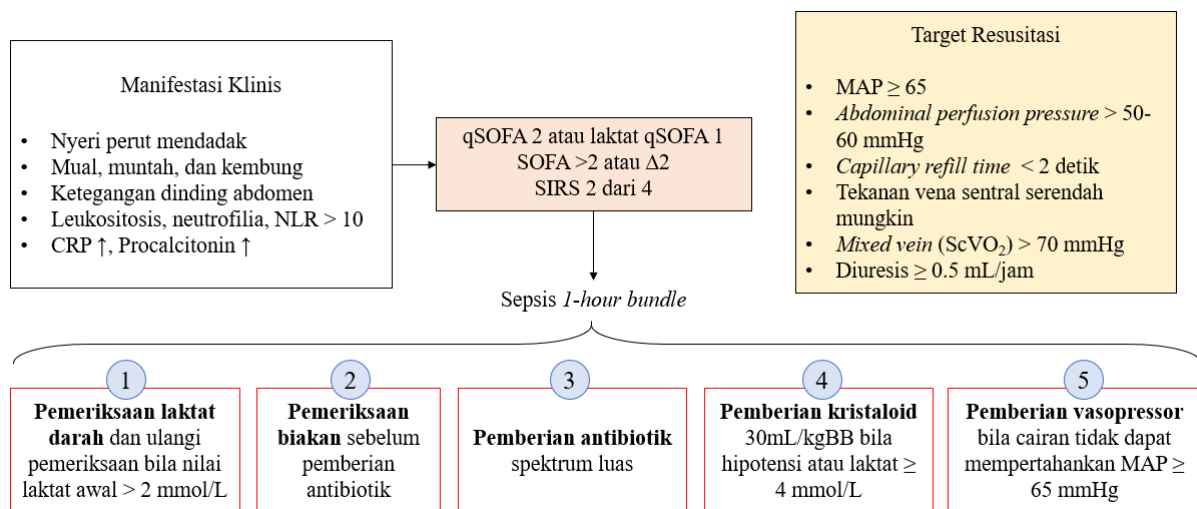 Manifestasi Klinis
• Nyeri perut mendadak
• Mual, muntah, dan kembung
• Ketegangan dinding abdomen
• Leukositosis, neutrofilia, NLR > 10
• CRP ↑, Procalcitonin ↑
qSOFA 2 atau laktat qSOFA 1
SOFA >2 atau Δ2
SIRS 2 dari 4
Target Resusitasi
• MAP ≥ 65
• Abdominal perfusion pressure > 50-
60 mmHg
• Capillary refill time < 2 detik
• Tekanan vena sentral serendah
mungkin
• Mixed vein (ScVO₂) > 70 mmHg
• Diuresis ≥ 0.5 mL/jam
Sepsis 1-hour bundle
1
Pemeriksaan laktat
darah dan ulangi
pemeriksaan bila nilai
laktat awal > 2 mmol/L
2
Pemeriksaan
biakan sebelum
pemberian
antibiotik
3
Pemberian antibiotik
spektrum luas
4
Pemberian kristaloid
30mL/kgBB bila
hipotensi atau laktat ≥
4 mmol/L
5
Pemberian vasopressor
bila cairan tidak dapat
mempertahankan MAP ≥
65 mmHg